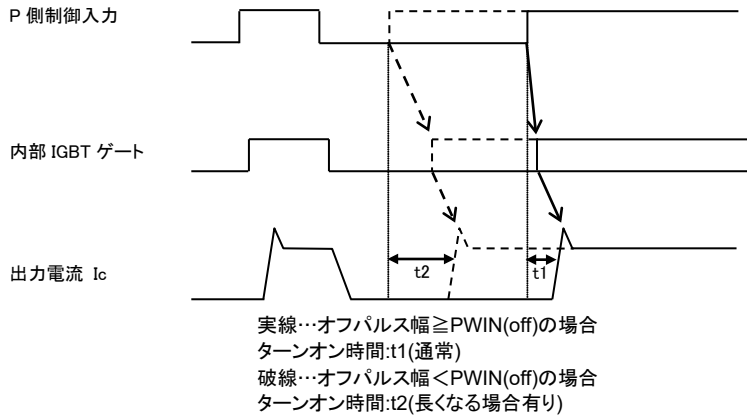 P 側制御入力
内部 IGBT ゲート
出力電流 Ic
t2
t1
実線…オフパルス幅≧PWIN(off)の場合
ターンオン時間:t1(通常)
破線…オフパルス幅<PWIN(off)の場合
ターンオン時間:t2(長くなる場合有り)